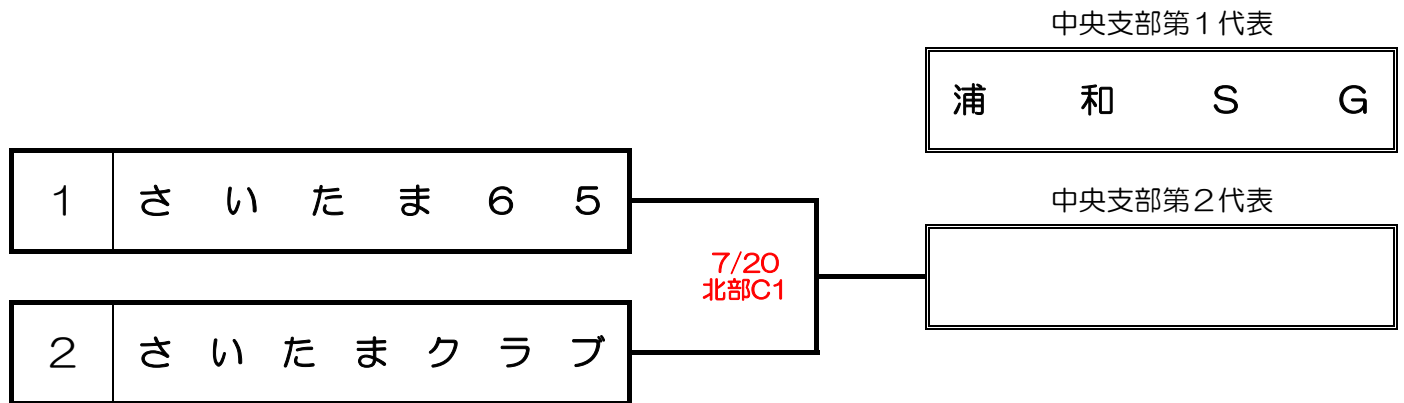 中央支部第１代表
浦和SG
1 さいたま６５
中央支部第２代表
7/20
北部C1
2 さいたまクラブ